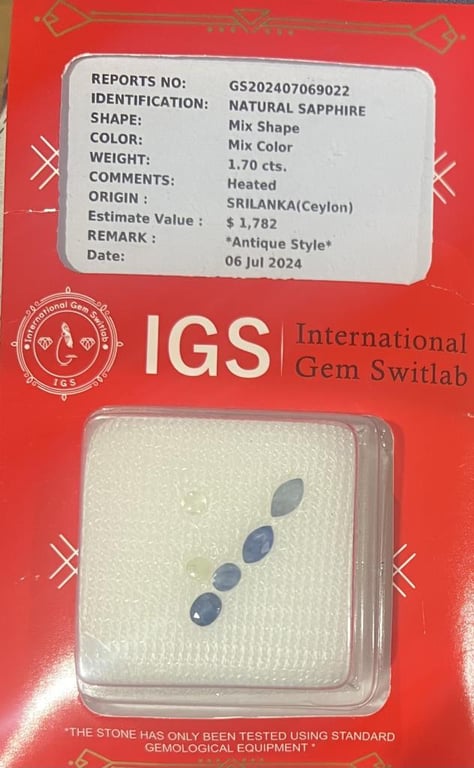 REPORTS NO: GS202407069022
IDENTIFICATION: NATURAL SAPPHIRE
SHAPE: Mix Shape
COLOR: Mix Color
WEIGHT: 1.70 cts.
COMMENTS: Heated
ORIGIN : SRILANKA(Ceylon)
Estimate Value : $ 1,782
REMARK : *Antique Style*
Date: 06 Jul 2024
International Gem Switlab
IGS
IGS
International
Gem Switlab
"THE STONE HAS ONLY BEEN TESTED USING STANDARD
GEMOLOGICAL EQUIPMENT "